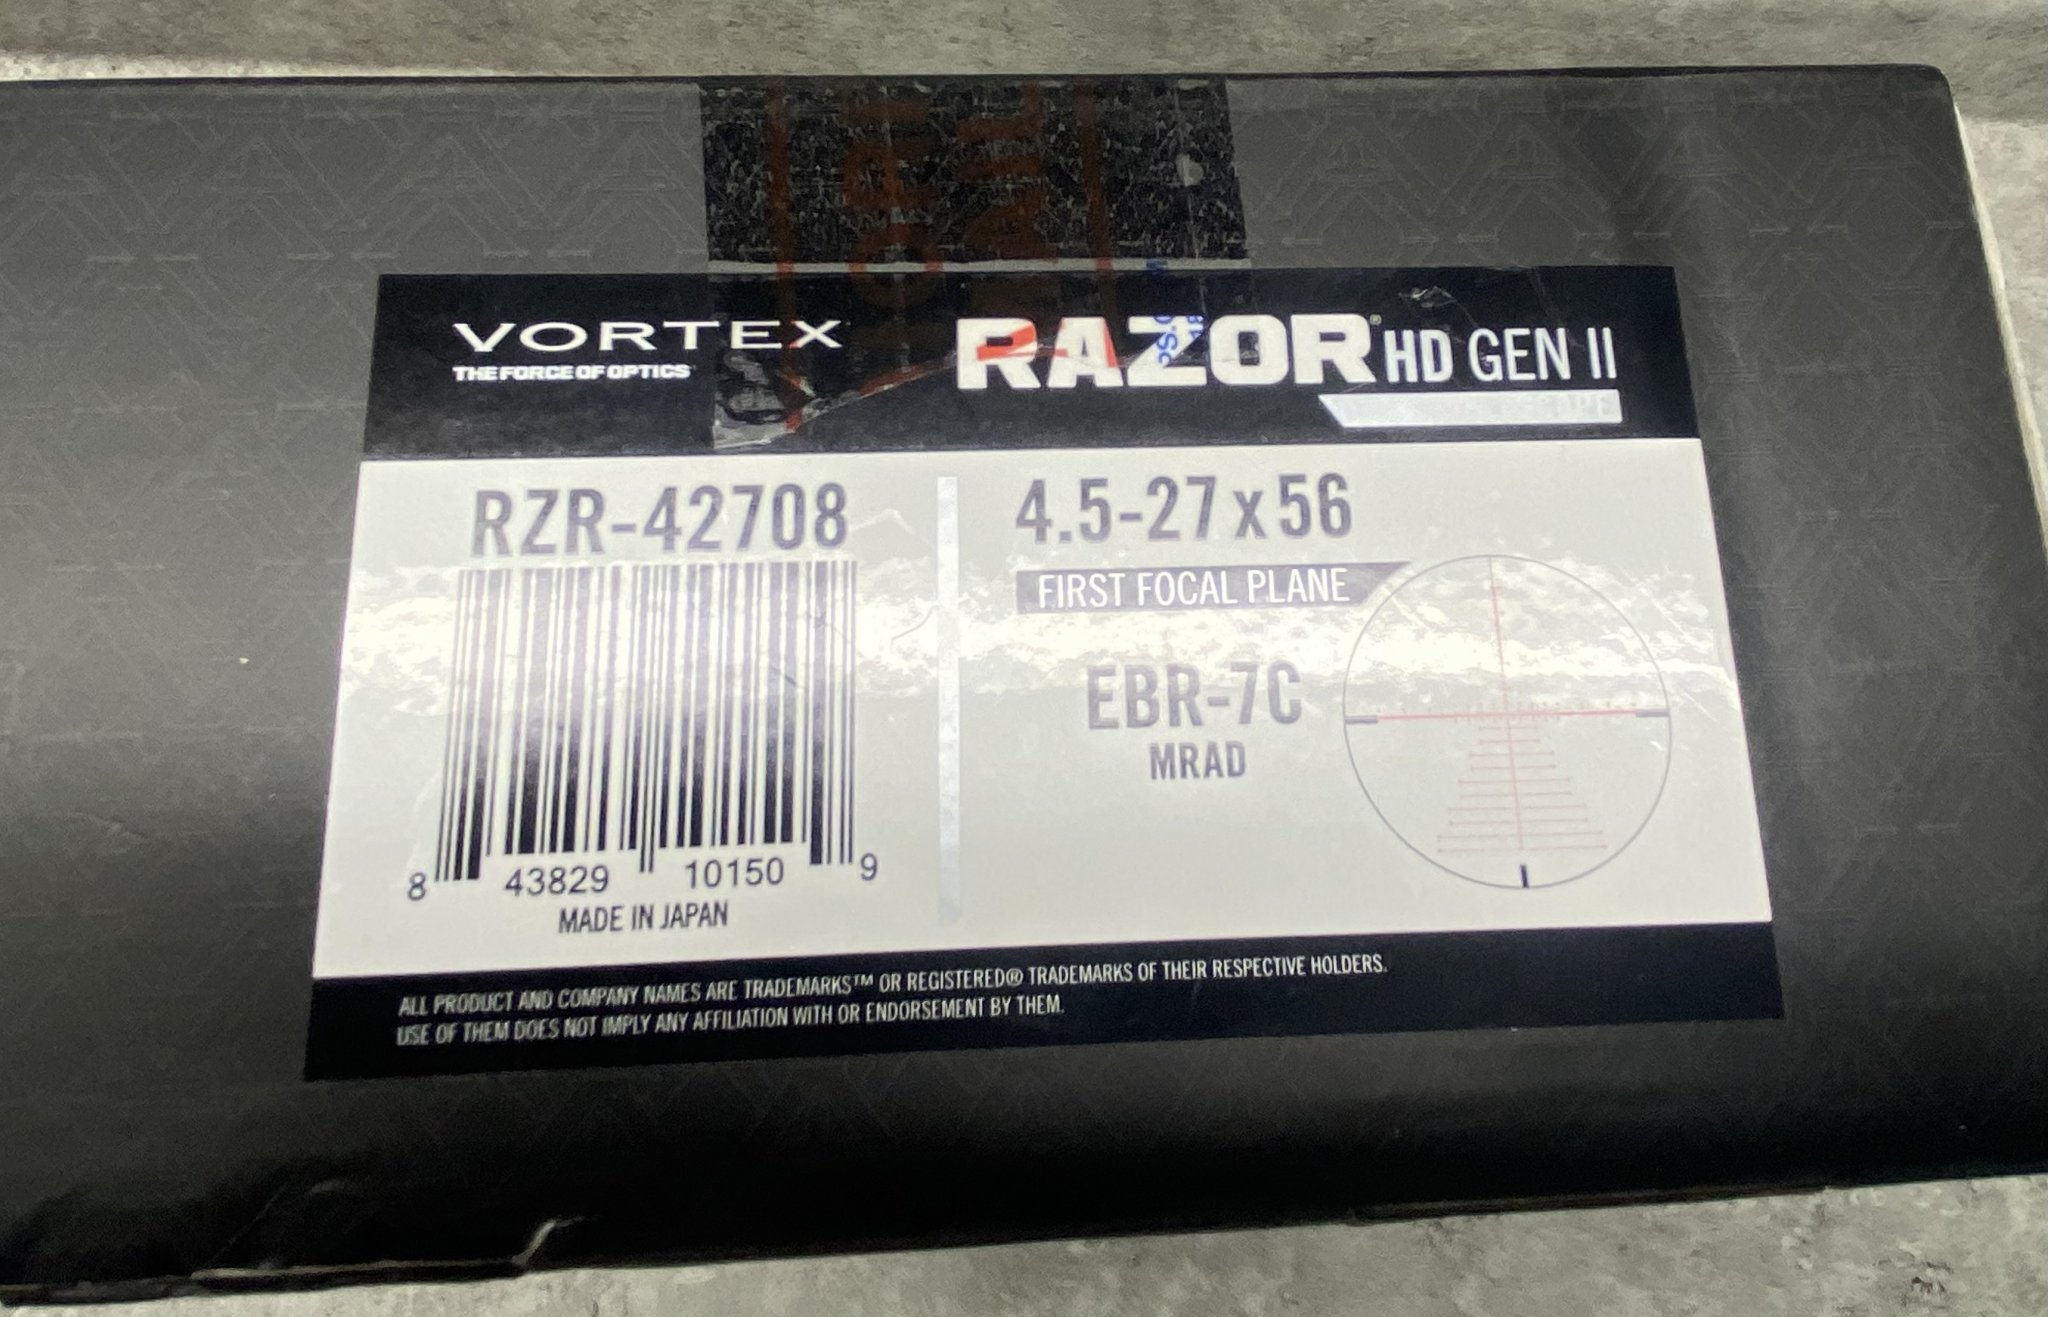 VORTEX
THE FORCE OF OPTICS
RAZOR® HD GEN II
RZR-42708
8 43829 10150 9
MADE IN JAPAN
4.5-27 x 56
FIRST FOCAL PLANE
EBR-7C
MRAD
ALL PRODUCT AND COMPANY NAMES ARE TRADEMARKS™ OR REGISTERED® TRADEMARKS OF THEIR RESPECTIVE HOLDERS.
USE OF THEM DOES NOT IMPLY ANY AFFILIATION WITH OR ENDORSEMENT BY THEM.